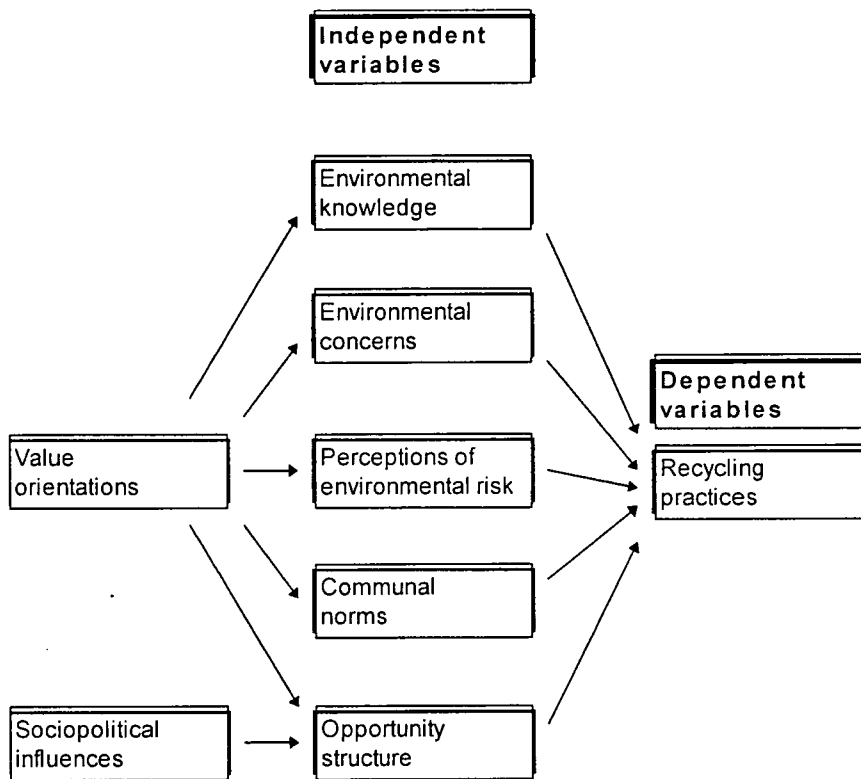 Independent
variables
Environmental
knowledge
Environmental
concerns
Dependent
variables
Value
orientations
Perceptions of
environmental risk
Recycling
practices
Communal
norms
Sociopolitical
influences
Opportunity
structure